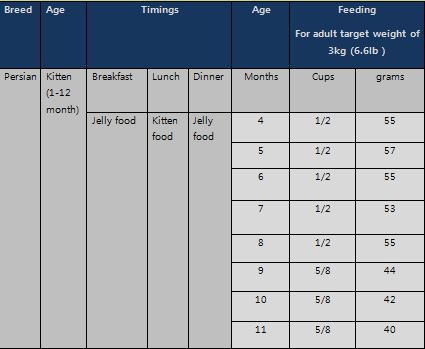 Breed Age Timings Age Feeding
For adult target weight of
3kg (6.6lb )
Persian Kitten Breakfast Lunch Dinner Months Cups grams
(1-12
month)
Jelly food Kitten Jelly 4 1/2 55
food food
5 1/2 57
6 1/2 55
7 1/2 53
8 1/2 55
9 5/8 44
10 5/8 42
11 5/8 40